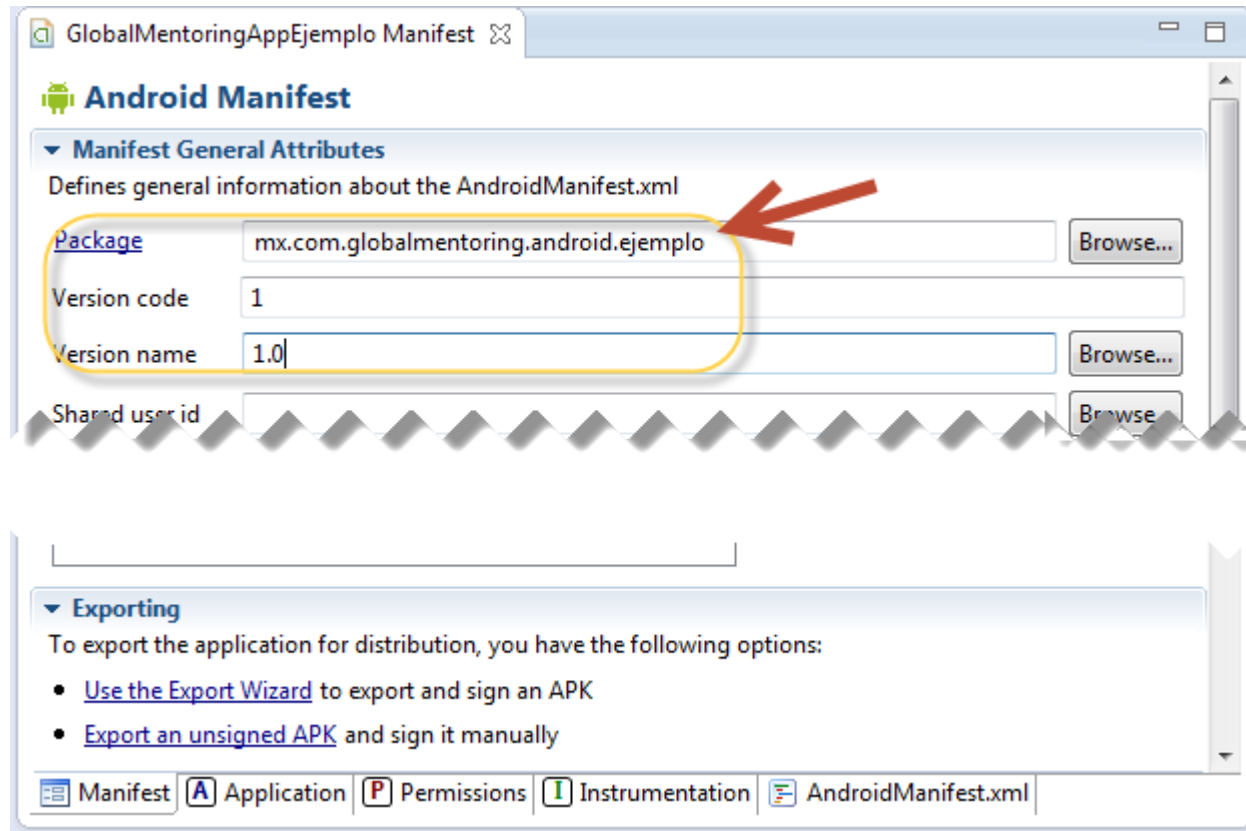 GlobalMentoringAppEjemplo Manifest
Android Manifest
Manifest General Attributes
Defines general information about the AndroidManifest.xml
Package mx.com.globalmentoring.android.ejemplo Browse...
Version code 1
Version name 1.0 Browse...
Shared user id Browse...
Exporting
To export the application for distribution, you have the following options:
• Use the Export Wizard to export and sign an APK
• Export an unsigned APK and sign it manually
Manifest A Application P Permissions I Instrumentation AndroidManifest.xml